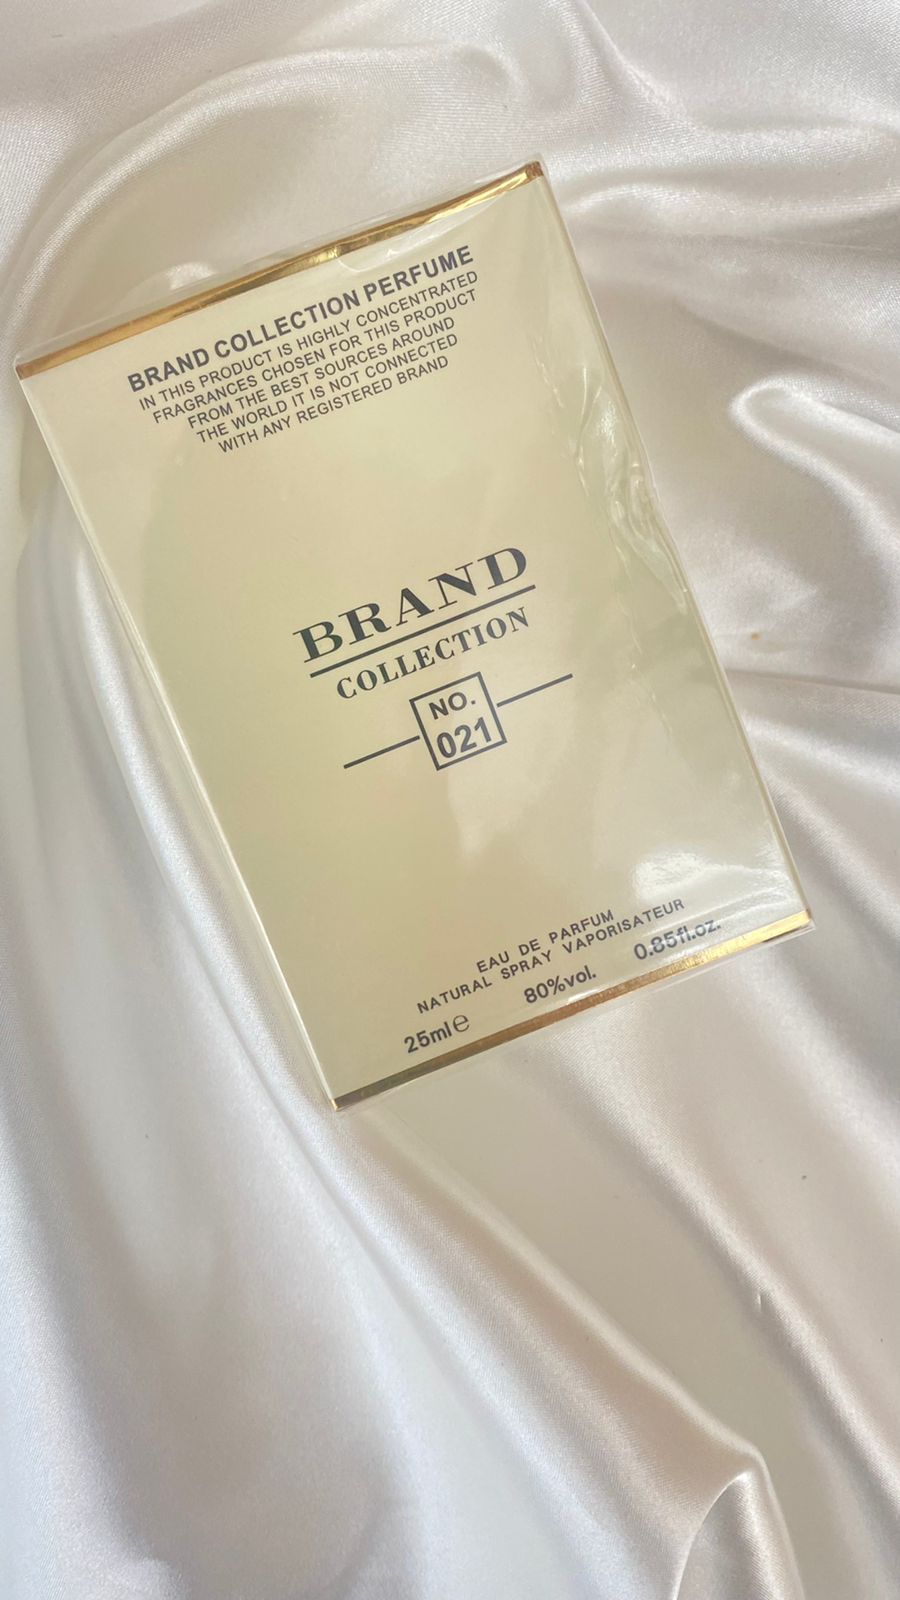 BRAND COLLECTION PERFUME
IN THIS PRODUCT IS HIGHLY CONCENTRATED
FRAGRANCES CHOSEN FOR THIS PRODUCT
FROM THE BEST SOURCES AROUND
THE WORLD IT IS NOT CONNECTED
WITH ANY REGISTERED BRAND
BRAND
COLLECTION
NO.
021
EAU DE PARFUM
NATURAL SPRAY VAPORISATEUR
25ml℮ 80%vol. 0.85fl.oz.